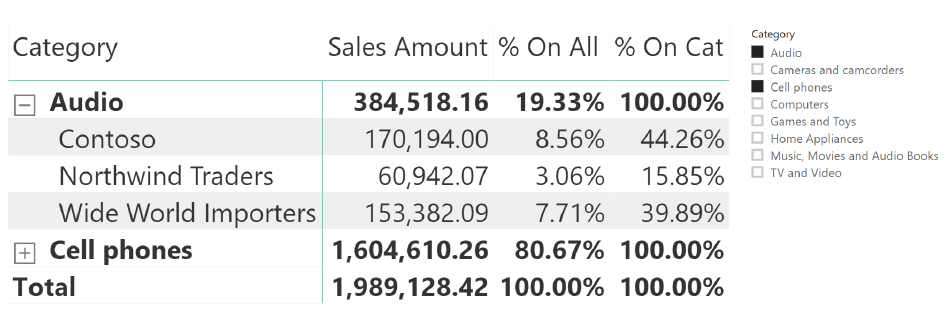 Category Sales Amount % On All % On Cat
Audio 384,518.16 19.33% 100.00%
Contoso 170,194.00 8.56% 44.26%
Northwind Traders 60,942.07 3.06% 15.85%
Wide World Importers 153,382.09 7.71% 39.89%
Cell phones 1,604,610.26 80.67% 100.00%
Total 1,989,128.42 100.00% 100.00%
Category
Audio
Cameras and camcorders
Cell phones
Computers
Games and Toys
Home Appliances
Music, Movies and Audio Books
TV and Video